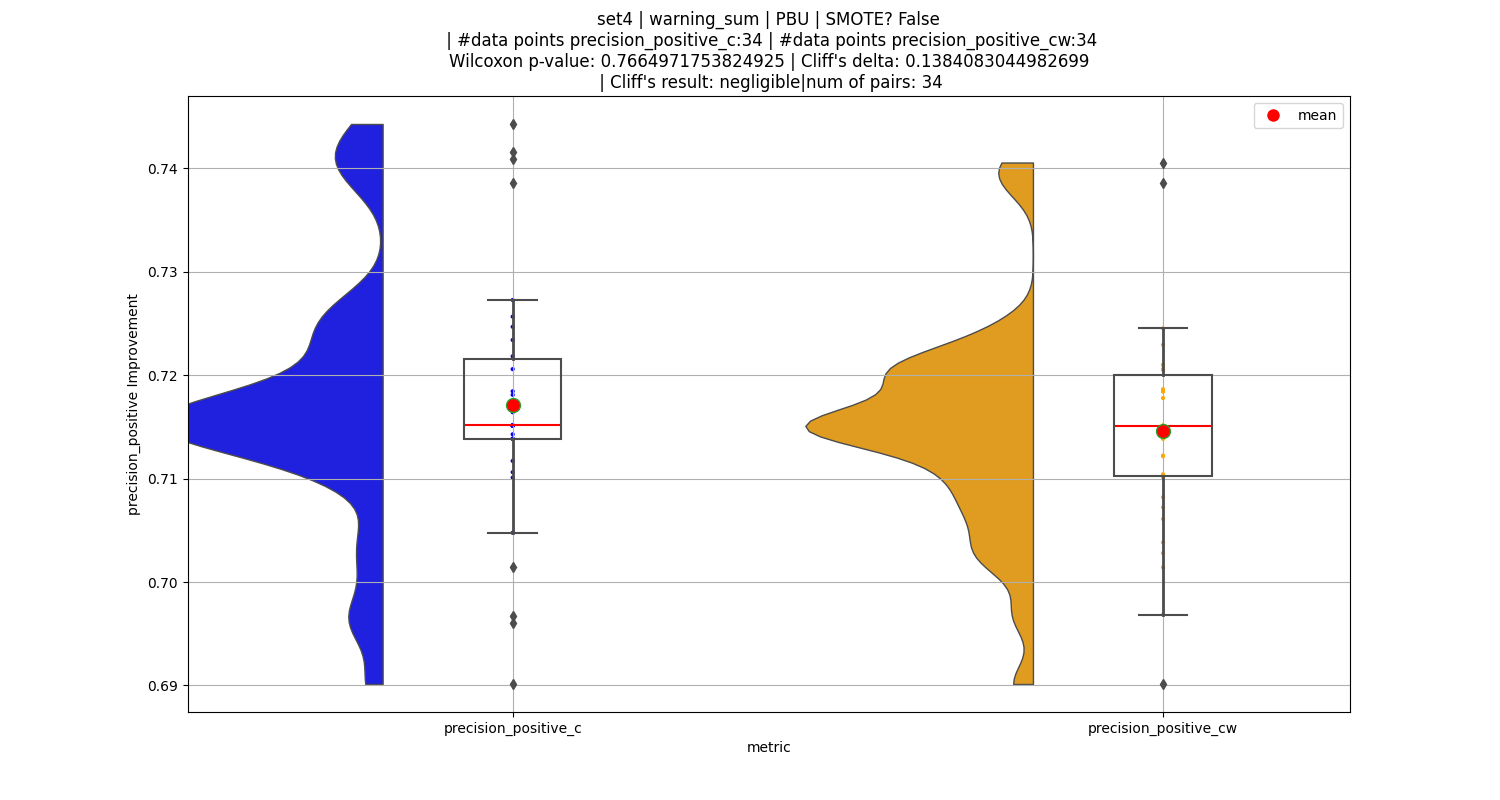 set4 | warning_sum | PBU | SMOTE? False
| #data points precision_positive_c:34 | #data points precision_positive_cw:34
Wilcoxon p-value: 0.7664971753824925 | Cliff's delta: 0.1384083044982699
| Cliff's result: negligible|num of pairs: 34
mean
0.74
0.73
0.72
0.71
0.70
0.69
precision_positive Improvement
precision_positive_c
precision_positive_cw
metric